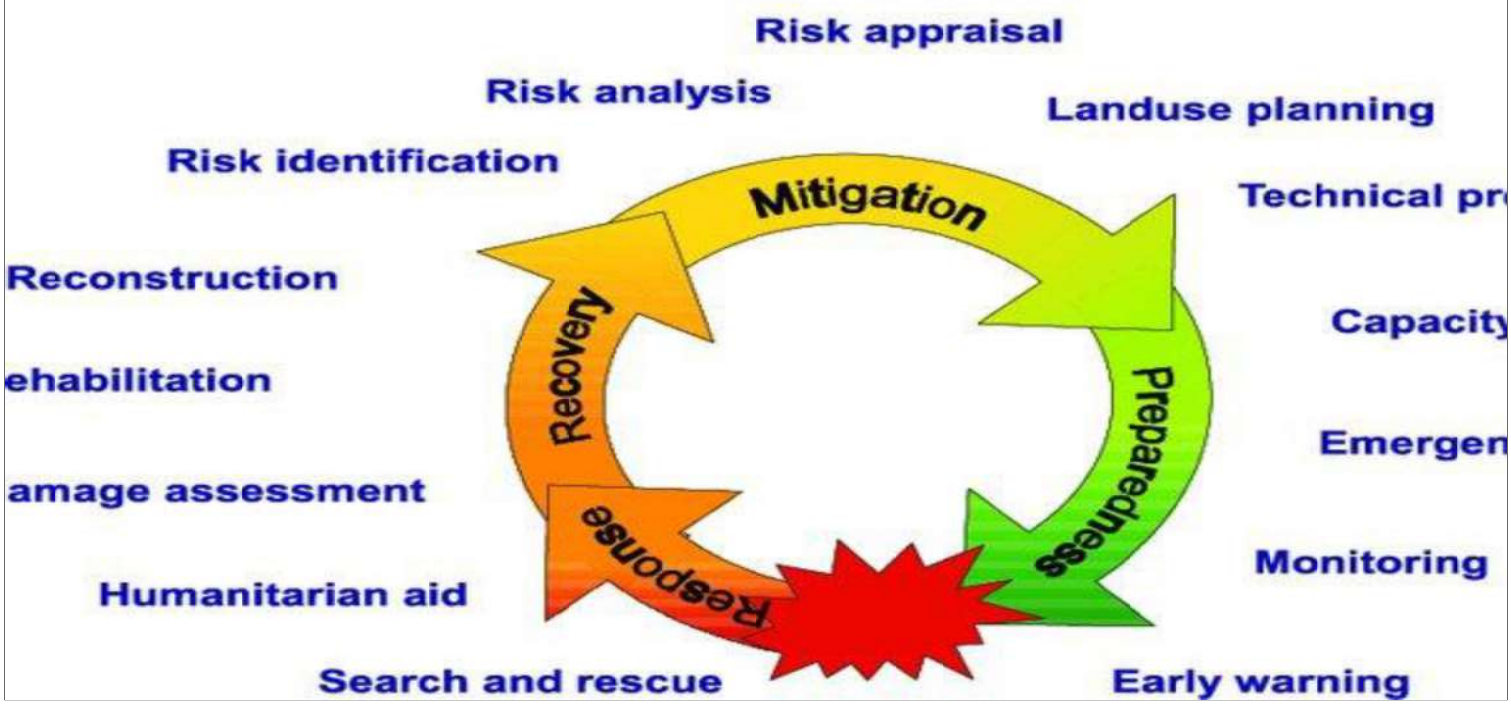 Risk appraisal
Risk analysis
Landuse planning
Risk identification
Technical pr
Mitigation
Reconstruction
Capacity
Recovery
ehabilitation
Preparedness
Emergen
amage assessment
Response
Monitoring
Humanitarian aid
Search and rescue
Early warning